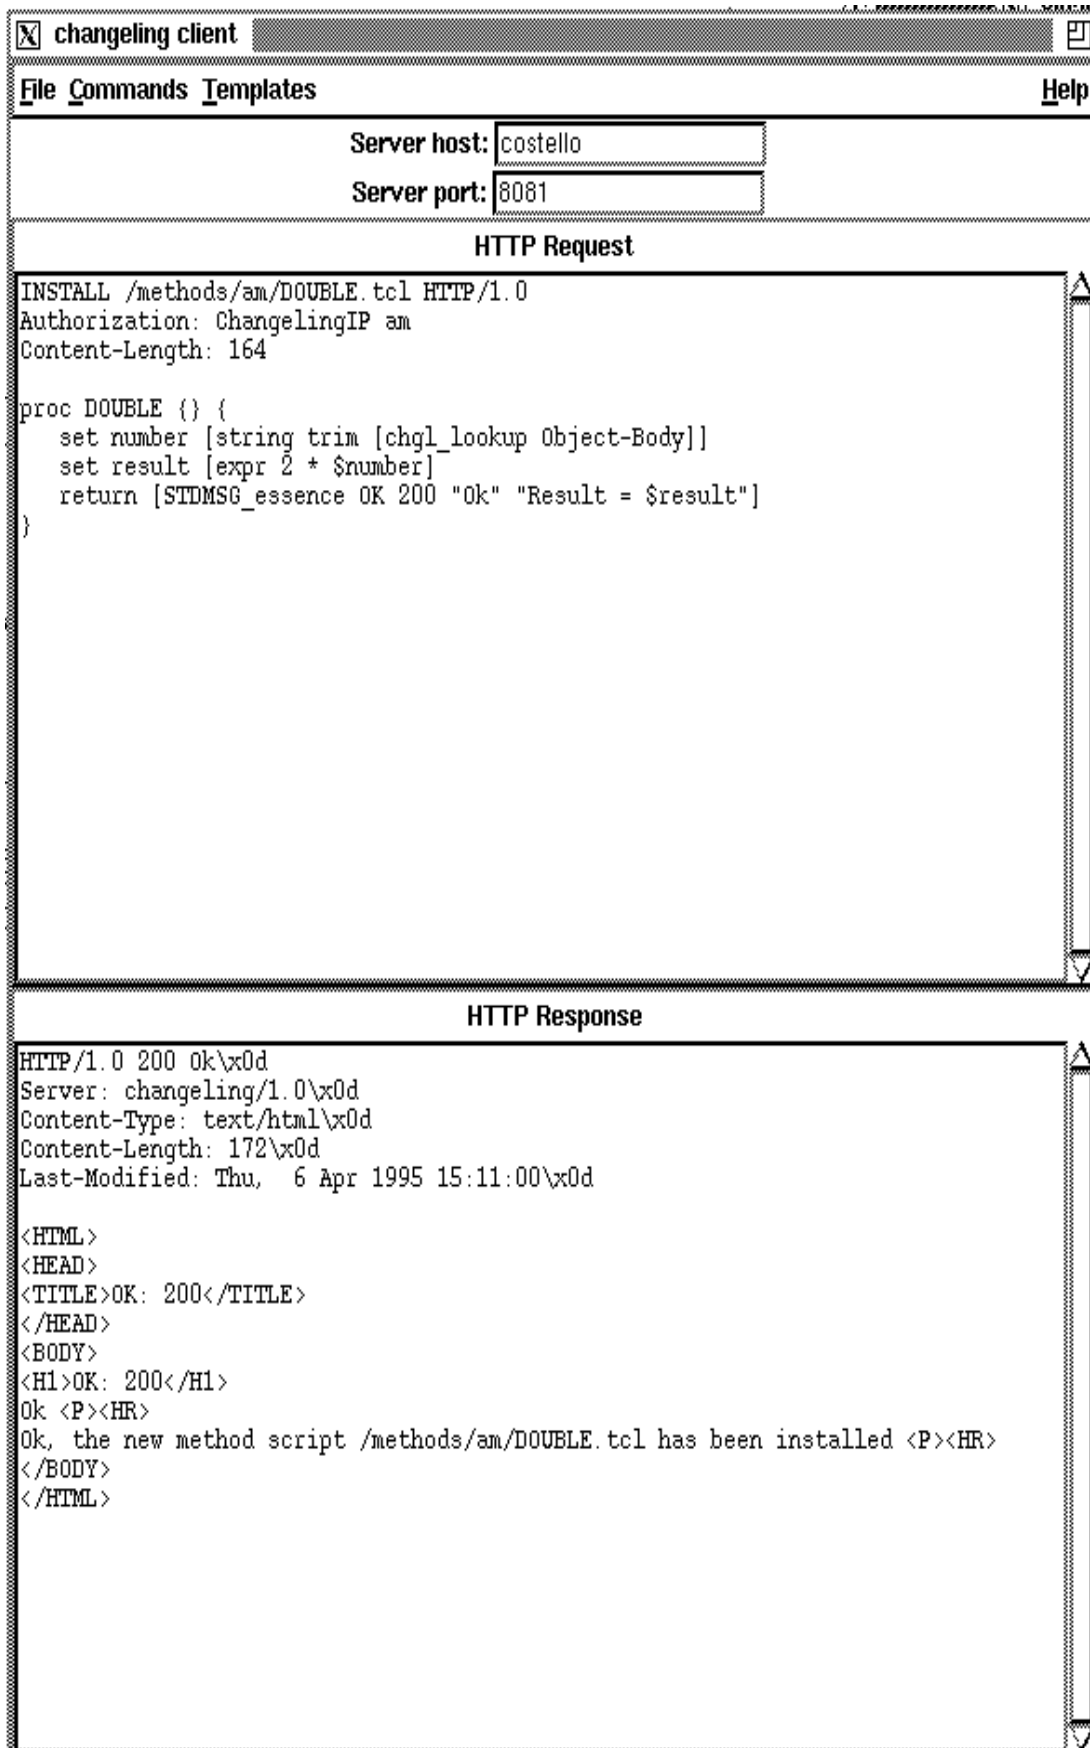 changeling client
File Commands Templates Help
Server host: costello
Server port: 8081
HTTP Request
INSTALL /methods/am/DOUBLE.tcl HTTP/1.0
Authorization: ChangelingIP am
Content-Length: 164

proc DOUBLE {} {
   set number [string trim [chgl_lookup Object-Body]]
   set result [expr 2 * $number]
   return [STDMSG_essence OK 200 "Ok" "Result = $result"]
}
HTTP Response
HTTP/1.0 200 Ok\x0d
Server: changeling/1.0\x0d
Content-Type: text/html\x0d
Content-Length: 172\x0d
Last-Modified: Thu,  6 Apr 1995 15:11:00\x0d

<HTML>
<HEAD>
<TITLE>OK: 200</TITLE>
</HEAD>
<BODY>
<H1>OK: 200</H1>
Ok <P><HR>
Ok, the new method script /methods/am/DOUBLE.tcl has been installed <P><HR>
</BODY>
</HTML>